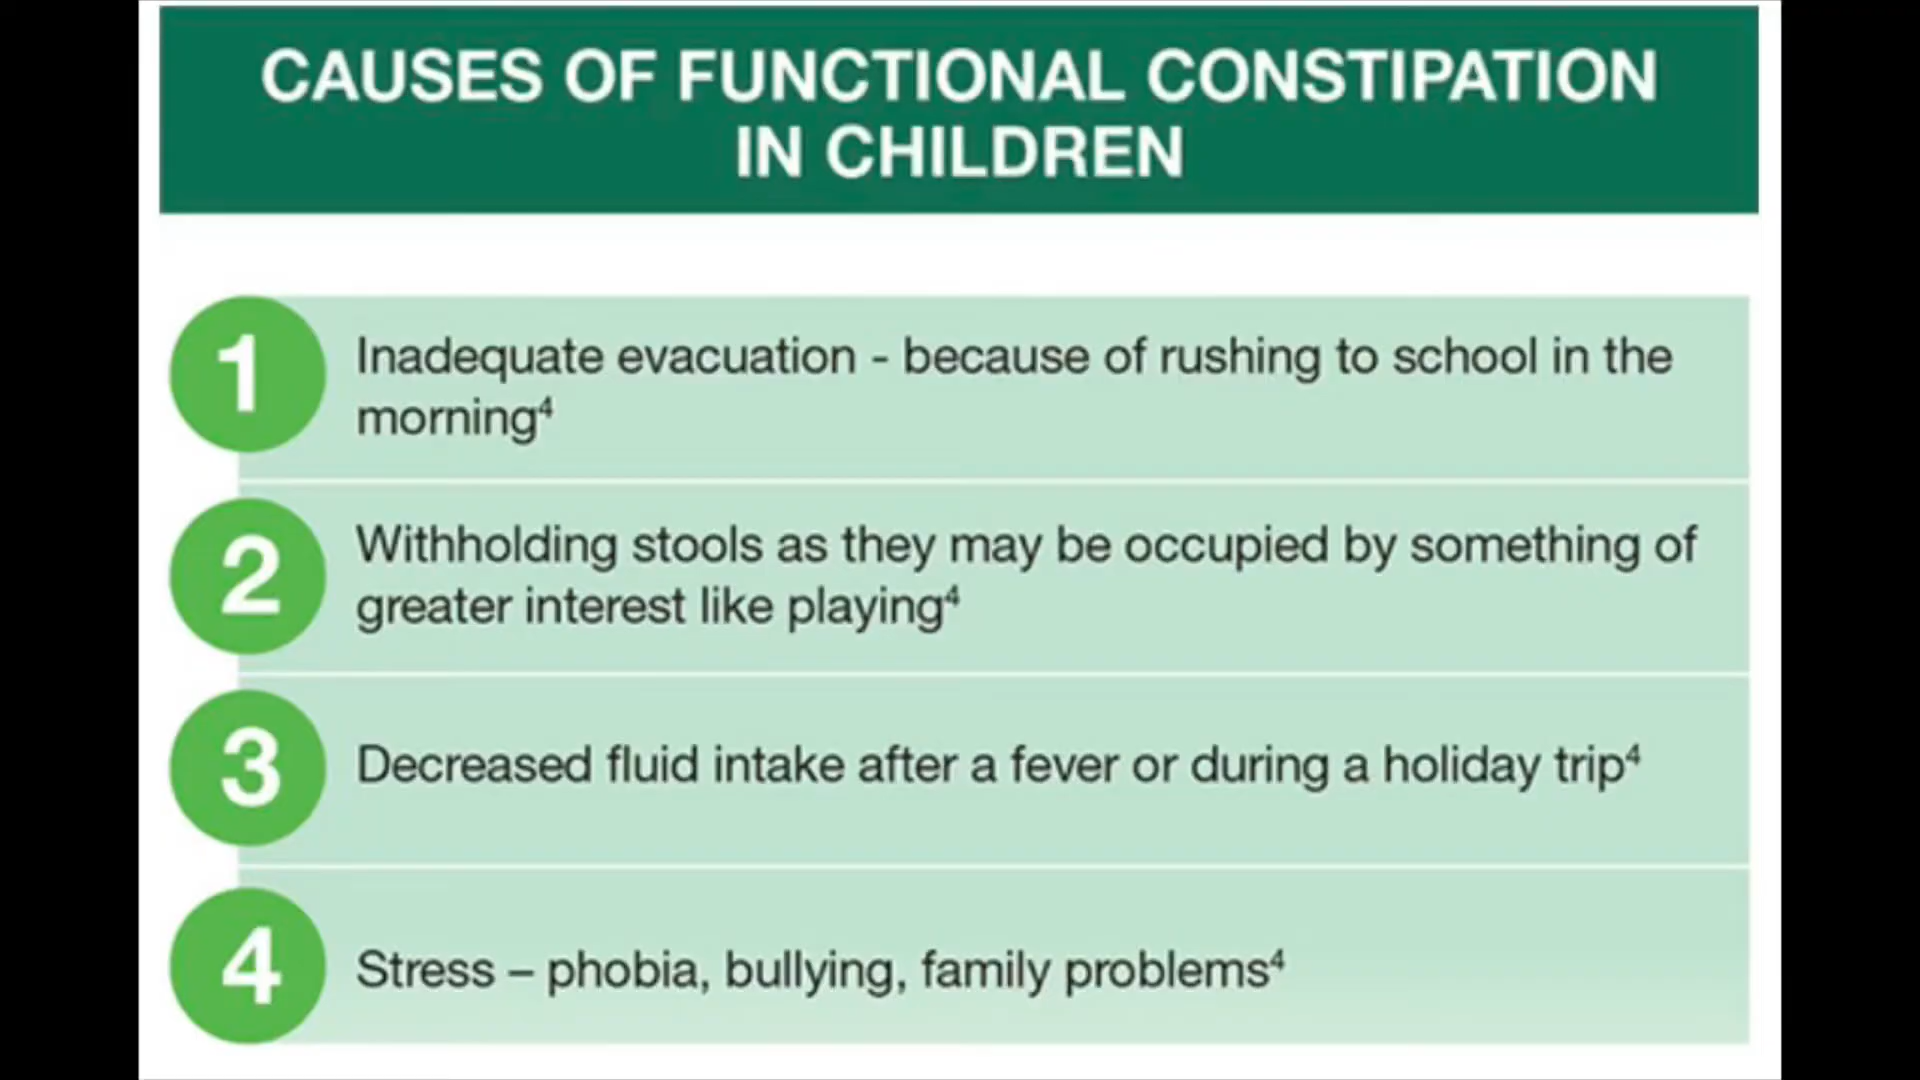 CAUSES OF FUNCTIONAL CONSTIPATION
IN CHILDREN
1
Inadequate evacuation - because of rushing to school in the
morning⁴
2
Withholding stools as they may be occupied by something of
greater interest like playing⁴
3
Decreased fluid intake after a fever or during a holiday trip⁴
4
Stress – phobia, bullying, family problems⁴